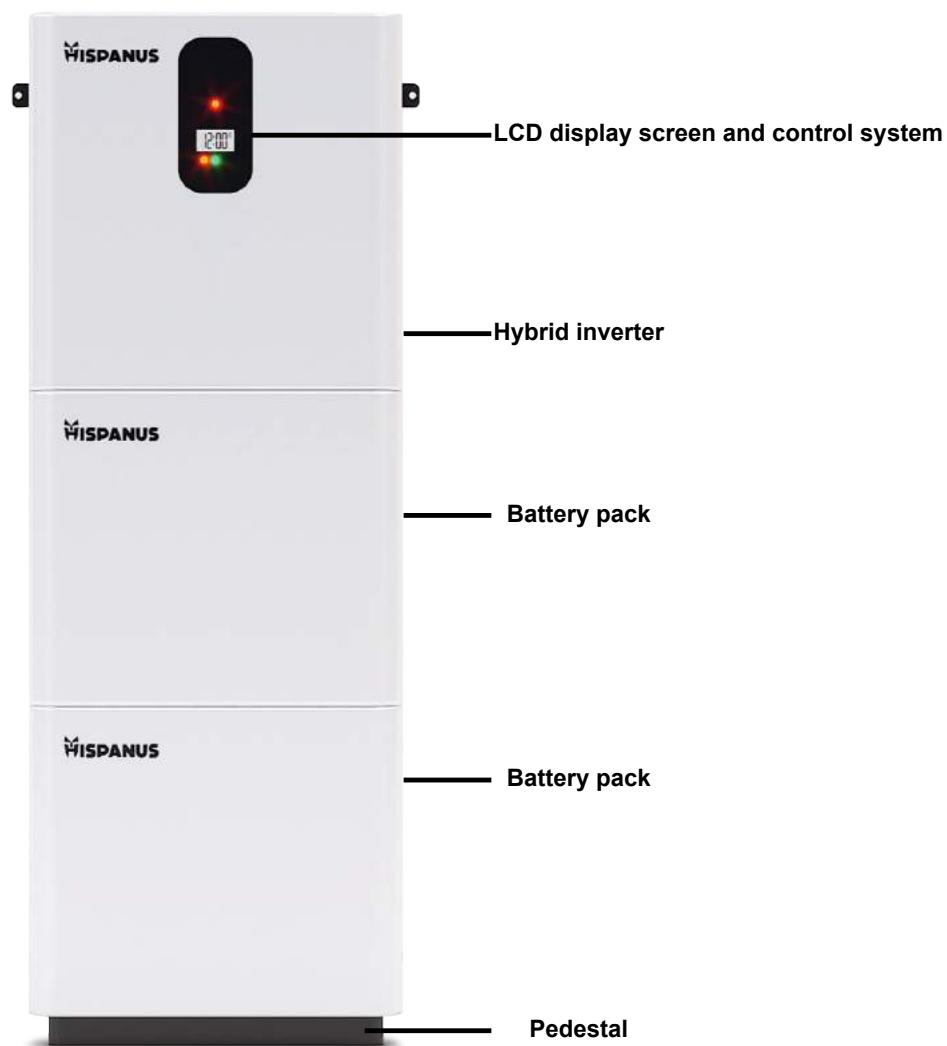 HISPANUS
12:00
LCD display screen and control system
Hybrid inverter
HISPANUS
Battery pack
HISPANUS
Battery pack
Pedestal